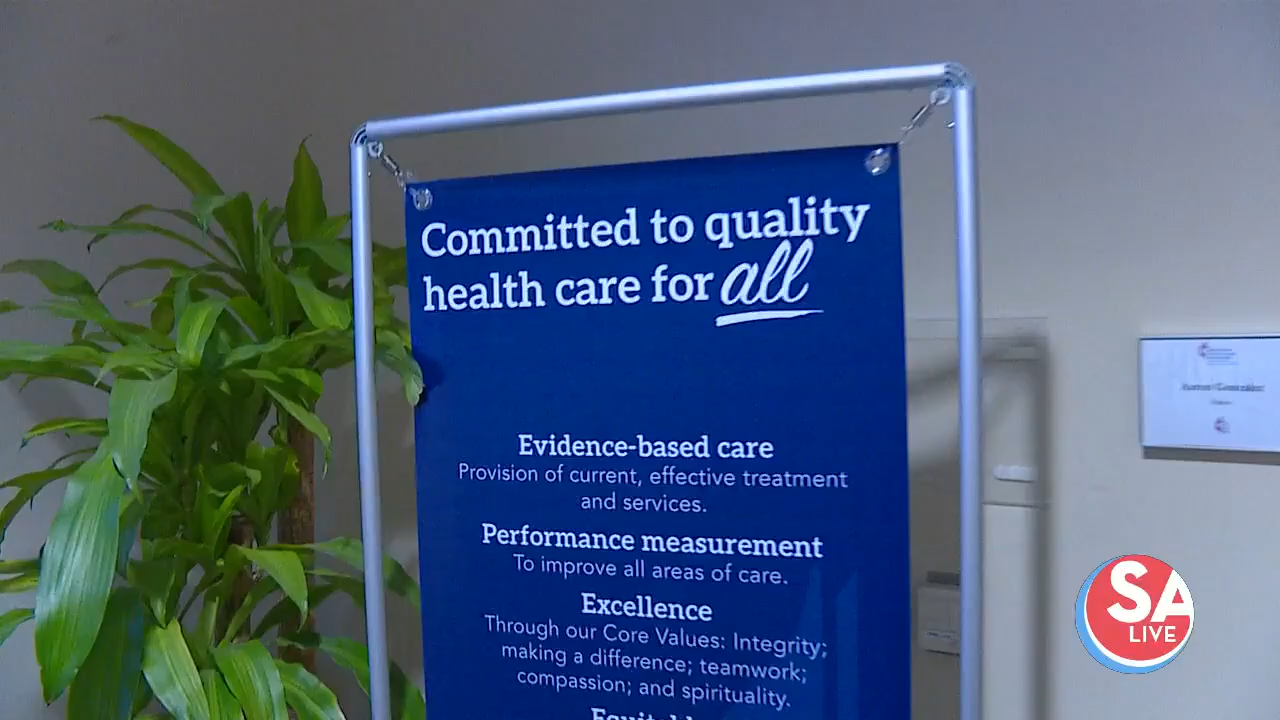 Committed to quality
health care for all
Evidence-based care
Provision of current, effective treatment
and services.
Performance measurement
To improve all areas of care.
Excellence
Through our Core Values: Integrity;
making a difference; teamwork;
compassion; and spirituality.
SA
LIVE